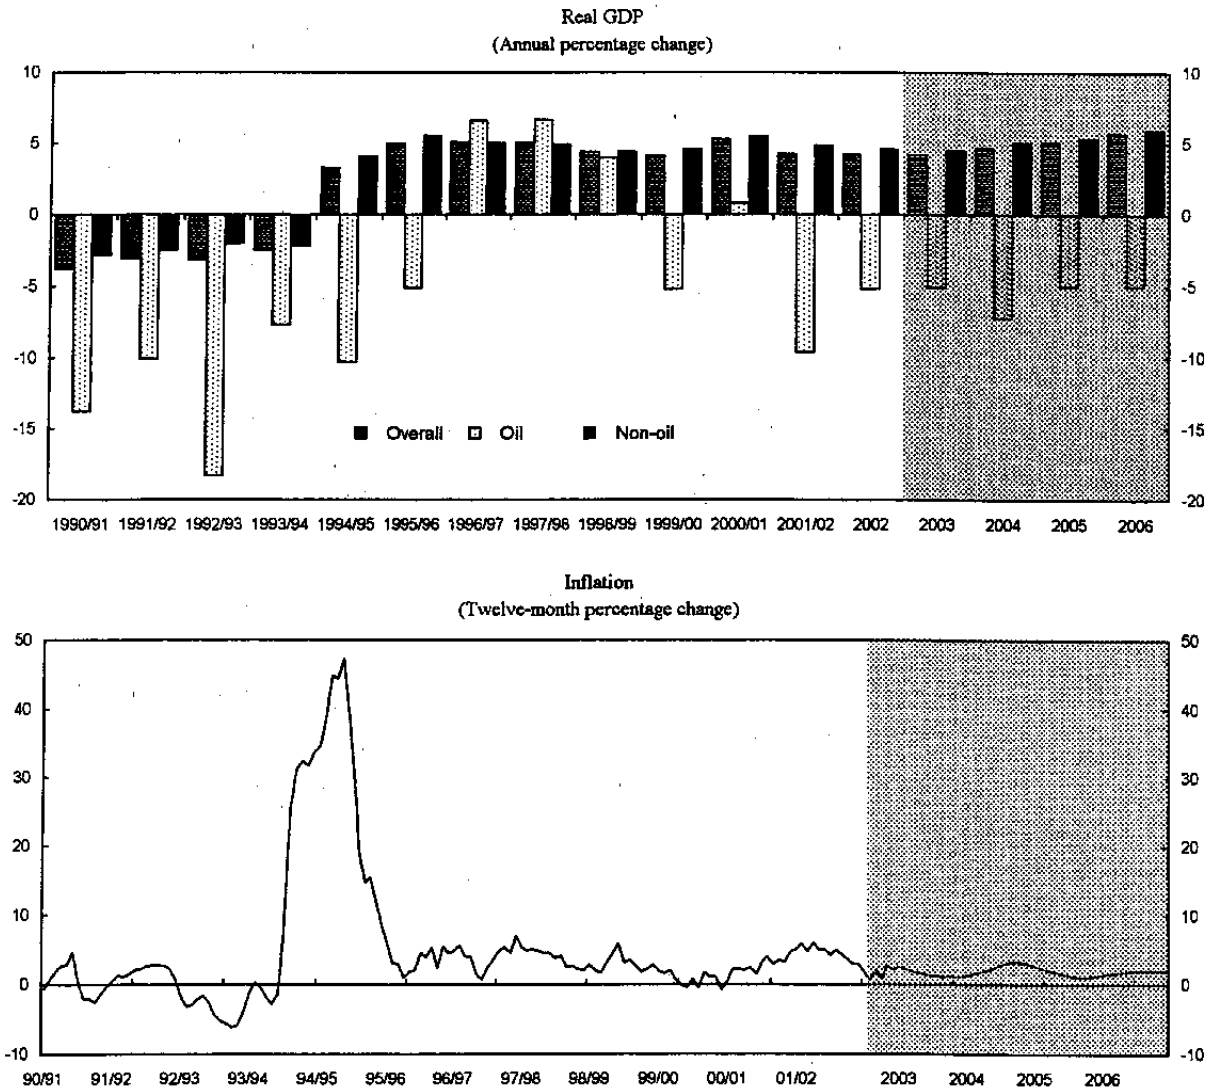 Real GDP
(Annual percentage change)
10 10
5 5
0 0
-5 -5
-10 -10
Overall Oil Non-oil
-15 -15
-20 -20
1990/91 1991/92 1992/93 1993/94 1994/95 1995/96 1996/97 1997/98 1998/99 1999/00 2000/01 2001/02 2002 2003 2004 2005 2006
Inflation
(Twelve-month percentage change)
50 50
40 40
30 30
20 20
10 10
0 0
-10 -10
90/91 91/92 92/93 93/94 94/95 95/96 96/97 97/98 98/99 99/00 00/01 01/02 2003 2004 2005 2006